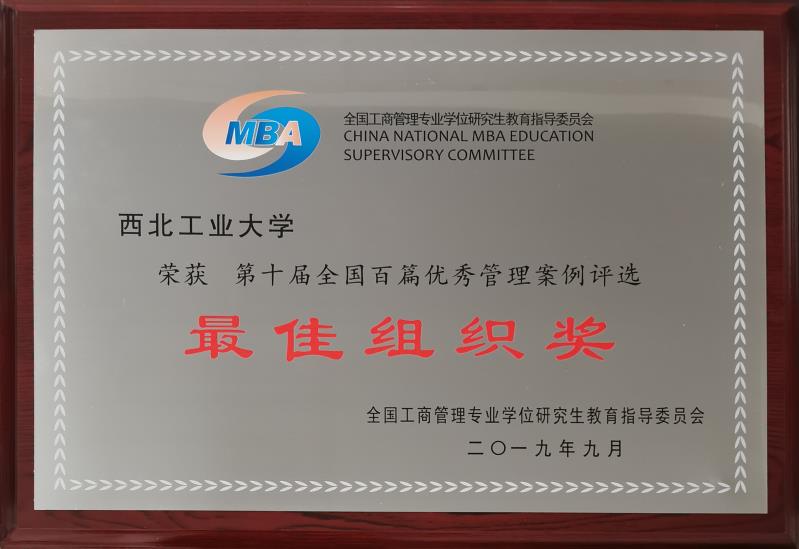 MBA
全国工商管理专业学位研究生教育指导委员会
CHINA NATIONAL MBA EDUCATION
SUPERVISORY COMMITTEE
西北工业大学
荣获 第十届全国百篇优秀管理案例评选
最佳组织奖
全国工商管理专业学位研究生教育指导委员会
二〇一九年九月